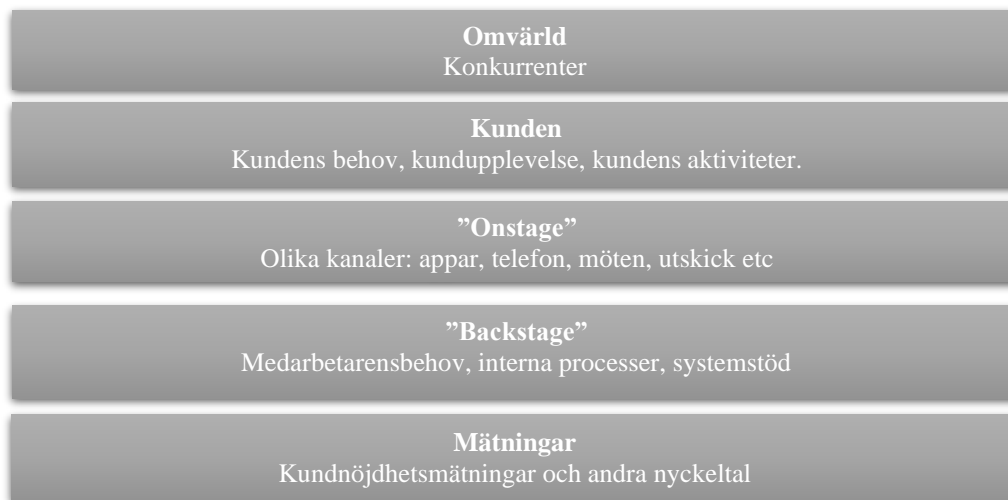 Omvärld
Konkurrenter
Kunden
Kundens behov, kundupplevelse, kundens aktiviteter.
”Onstage”
Olika kanaler: appar, telefon, möten, utskick etc
”Backstage”
Medarbetarensbehov, interna processer, systemstöd
Mätningar
Kundnöjdhetsmätningar och andra nyckeltal